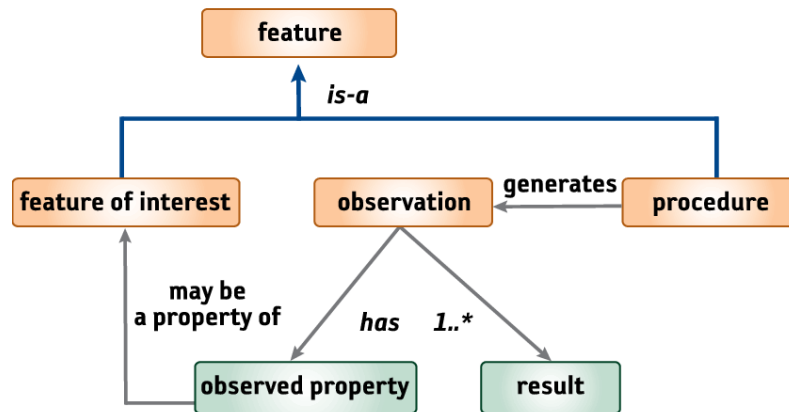 feature
is-a
feature of interest
observation
generates
procedure
may be
a property of
has
1..*
observed property
result